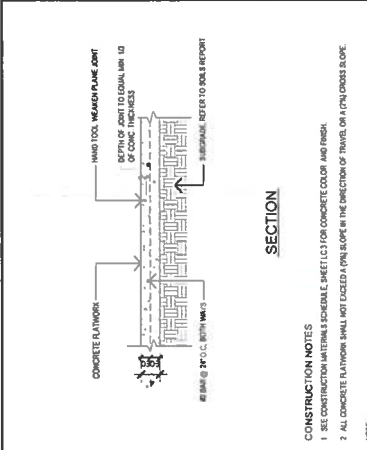 HAND TOOL WEAKEN PLANE JOINT
CONCRETE FLATWORK
DEPTH OF JOINT TO EQUAL MIN 1/2
OF CONC THICKNESS
SUBGRADE, REFER TO SOILS REPORT
BAR @ 24" O.C, BOTH WAYS
SECTION
CONSTRUCTION NOTES
1 SEE CONSTRUCTION MATERIALS SCHEDULE, SHEET LC 3 FOR CONCRETE COLOR AND FINISH.
2 ALL CONCRETE FLATWORK SHALL NOT EXCEED A (5%) SLOPE IN THE DIRECTION OF TRAVEL OR A (2%) CROSS SLOPE.